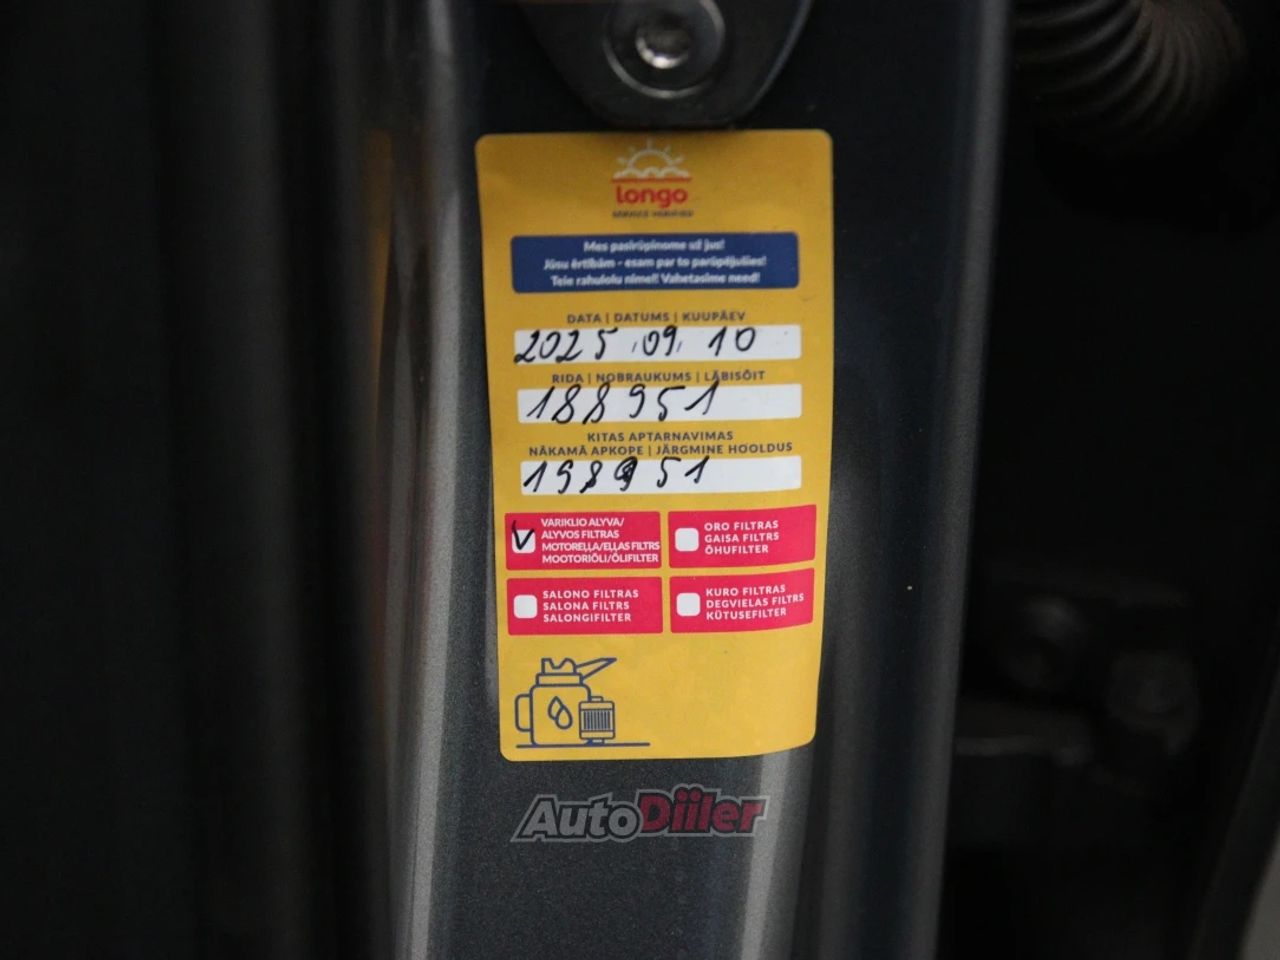 longo
SERVICE VERIFIED
Mes pasirūpinome už jus!
Jūsu ērtībām - esam par to parūpējušies!
Teie rahulolu nimel! Vahetasime need!
DATA | DATUMS | KUUPÄEV
2025.09.10
RIDA | NOBRAUKUMS | LÄBISÕIT
188951
KITAS APTARNAVIMAS
NĀKAMĀ APKOPE | JÄRGMINE HOOLDUS
198951
VARIKLIO ALYVA/
ALYVOS FILTRAS
MOTOREĻĻA/EĻĻAS FILTRS
MOOTORIÕLI/ÕLIFILTER
ORO FILTRAS
GAISA FILTRS
ÕHUFILTER
SALONO FILTRAS
SALONA FILTRS
SALONGIFILTER
KURO FILTRAS
DEGVIELAS FILTRS
KÜTUSEFILTER
AutoDiiler